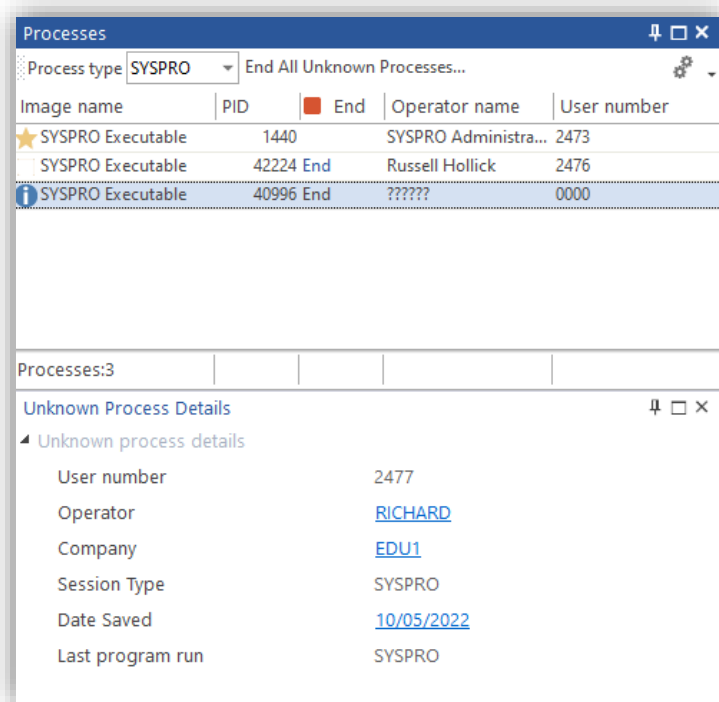 Processes
Process type SYSPRO End All Unknown Processes...
Image name PID End Operator name User number
SYSPRO Executable 1440 SYSPRO Administra... 2473
SYSPRO Executable 42224 End Russell Hollick 2476
SYSPRO Executable 40996 End ?????? 0000
Processes:3
Unknown Process Details
Unknown process details
User number 2477
Operator RICHARD
Company EDU1
Session Type SYSPRO
Date Saved 10/05/2022
Last program run SYSPRO